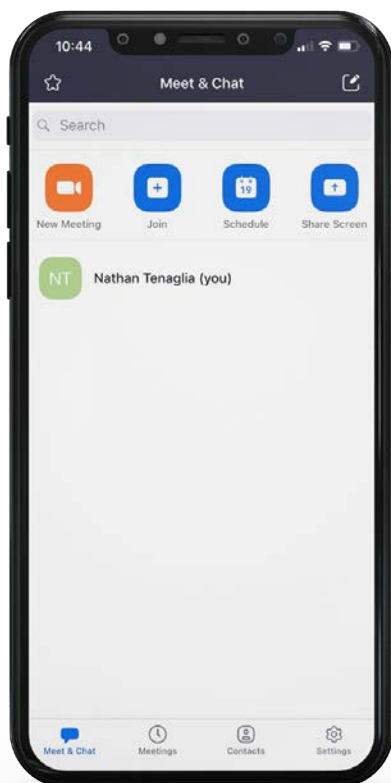 10:44
Meet & Chat
Search
New Meeting
Join
19
Schedule
Share Screen
NT
Nathan Tenaglia (you)
Meet & Chat
Meetings
Contacts
Settings